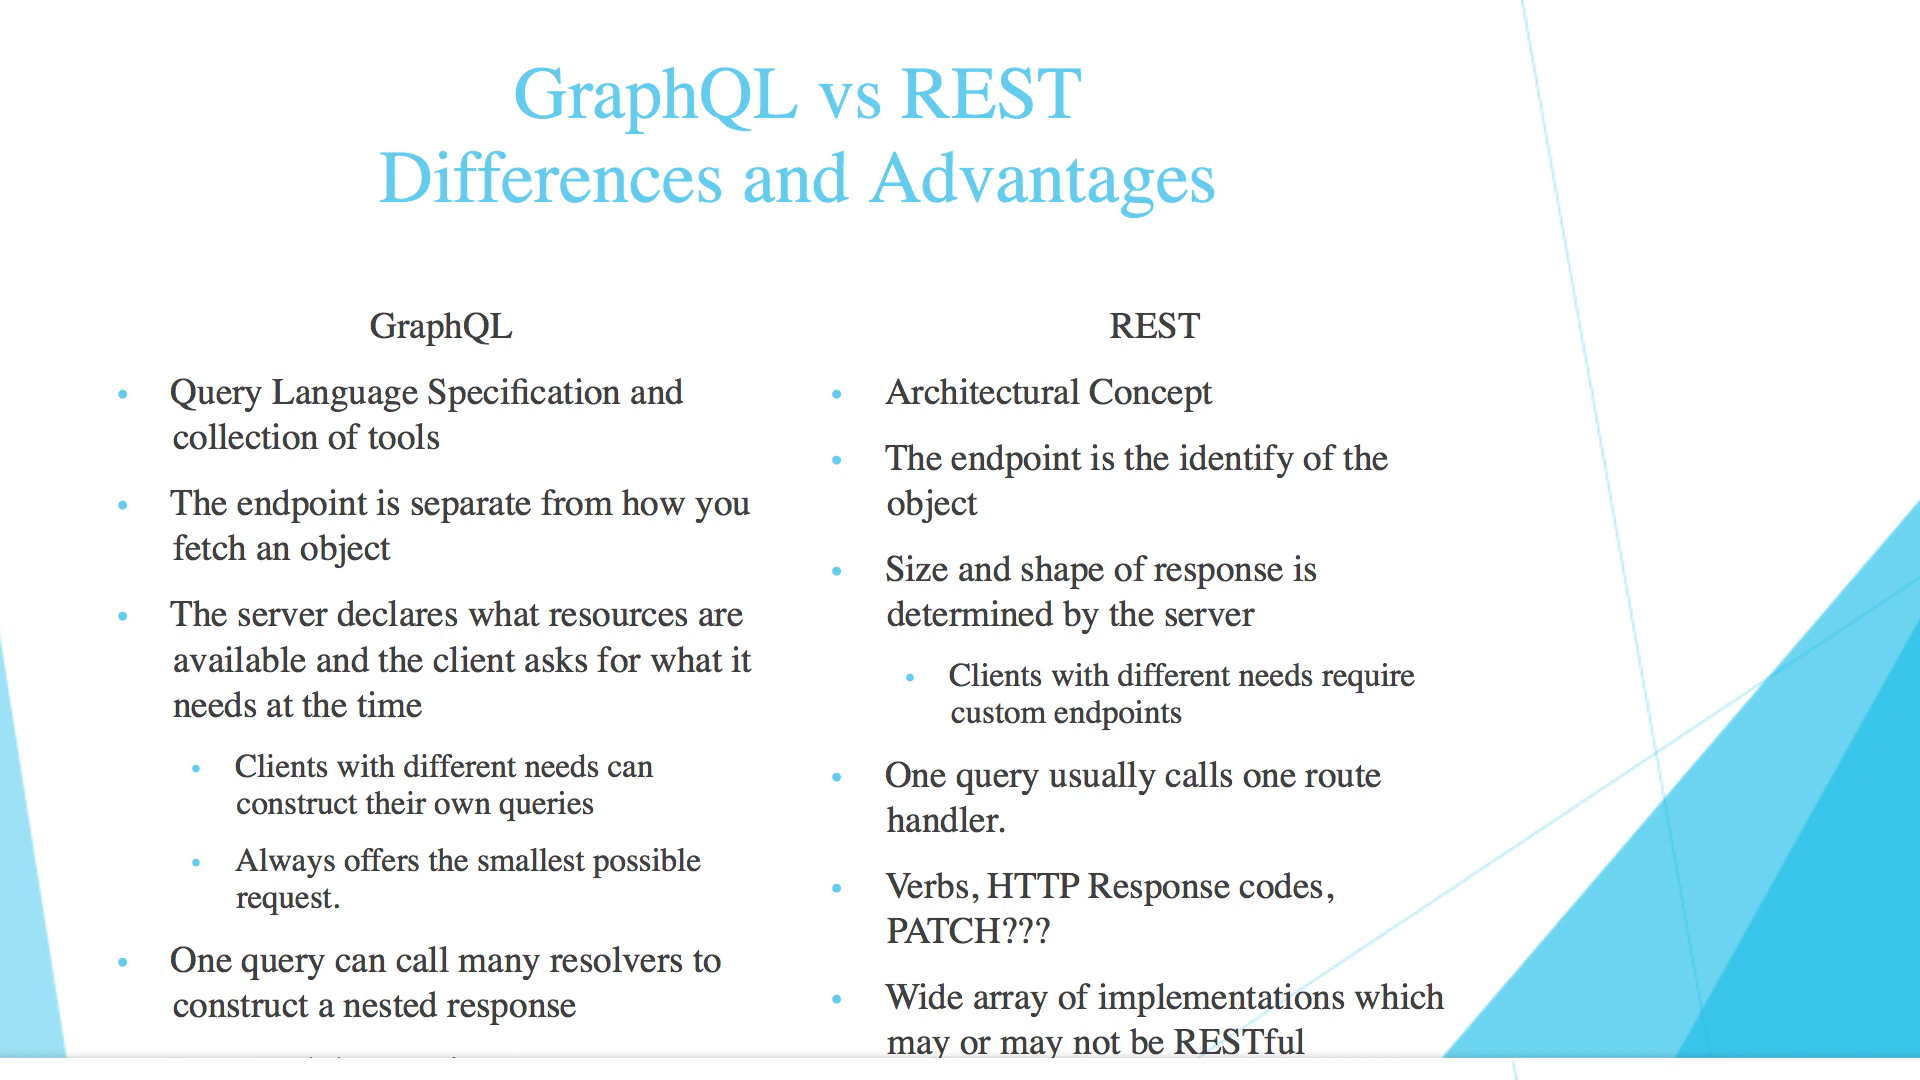 GraphQL vs REST
Differences and Advantages
GraphQL
• Query Language Specification and
collection of tools
• The endpoint is separate from how you
fetch an object
• The server declares what resources are
available and the client asks for what it
needs at the time
• Clients with different needs can
construct their own queries
• Always offers the smallest possible
request.
• One query can call many resolvers to
construct a nested response
REST
• Architectural Concept
• The endpoint is the identify of the
object
• Size and shape of response is
determined by the server
• Clients with different needs require
custom endpoints
• One query usually calls one route
handler.
• Verbs, HTTP Response codes,
PATCH???
• Wide array of implementations which
may or may not be RESTful